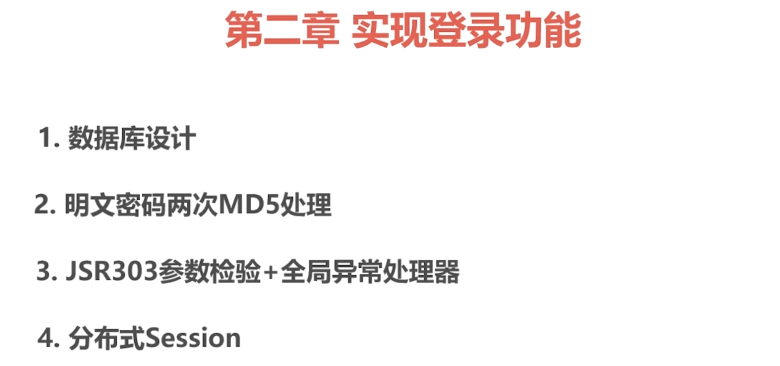 第二章 实现登录功能
1. 数据库设计
2. 明文密码两次MD5处理
3. JSR303参数检验+全局异常处理器
4. 分布式Session